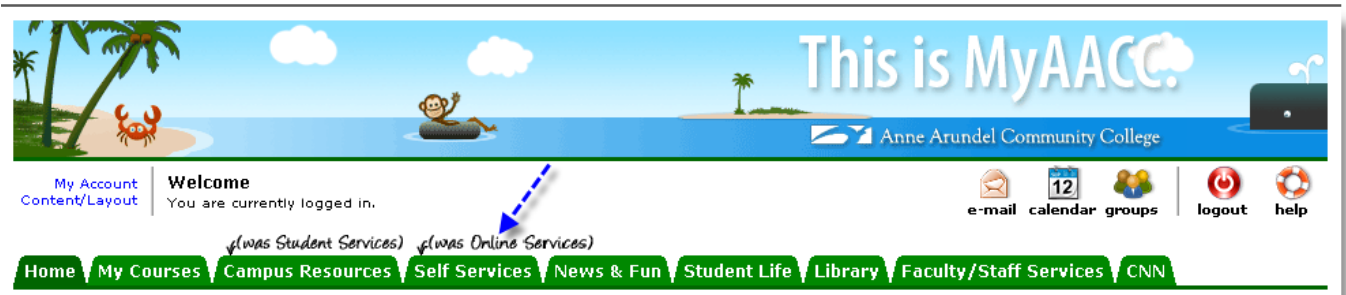 This is MyAACC.
Anne Arundel Community College
My Account
Content/Layout
Welcome
You are currently logged in.
12
e-mail calendar groups logout help
(was Student Services) (was Online Services)
Home My Courses Campus Resources Self Services News & Fun Student Life Library Faculty/Staff Services CNN